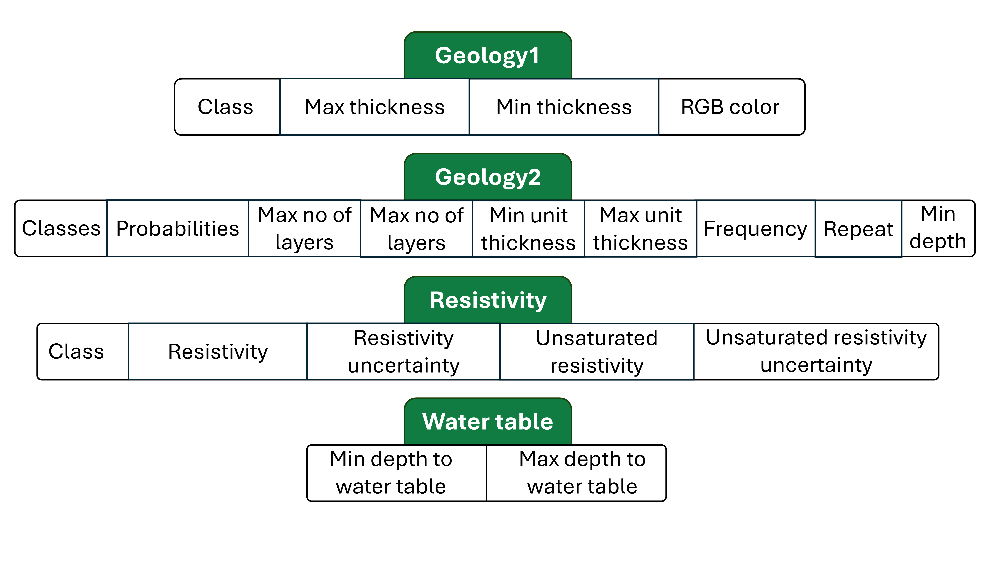 Geology1
Class
Max thickness
Min thickness
RGB color
Geology2
Classes
Probabilities
Max no of
layers
Max no of
layers
Min unit
thickness
Max unit
thickness
Frequency
Repeat
Min
depth
Resistivity
Class
Resistivity
Resistivity
uncertainty
Unsaturated
resistivity
Unsaturated resistivity
uncertainty
Water table
Min depth to
water table
Max depth to
water table